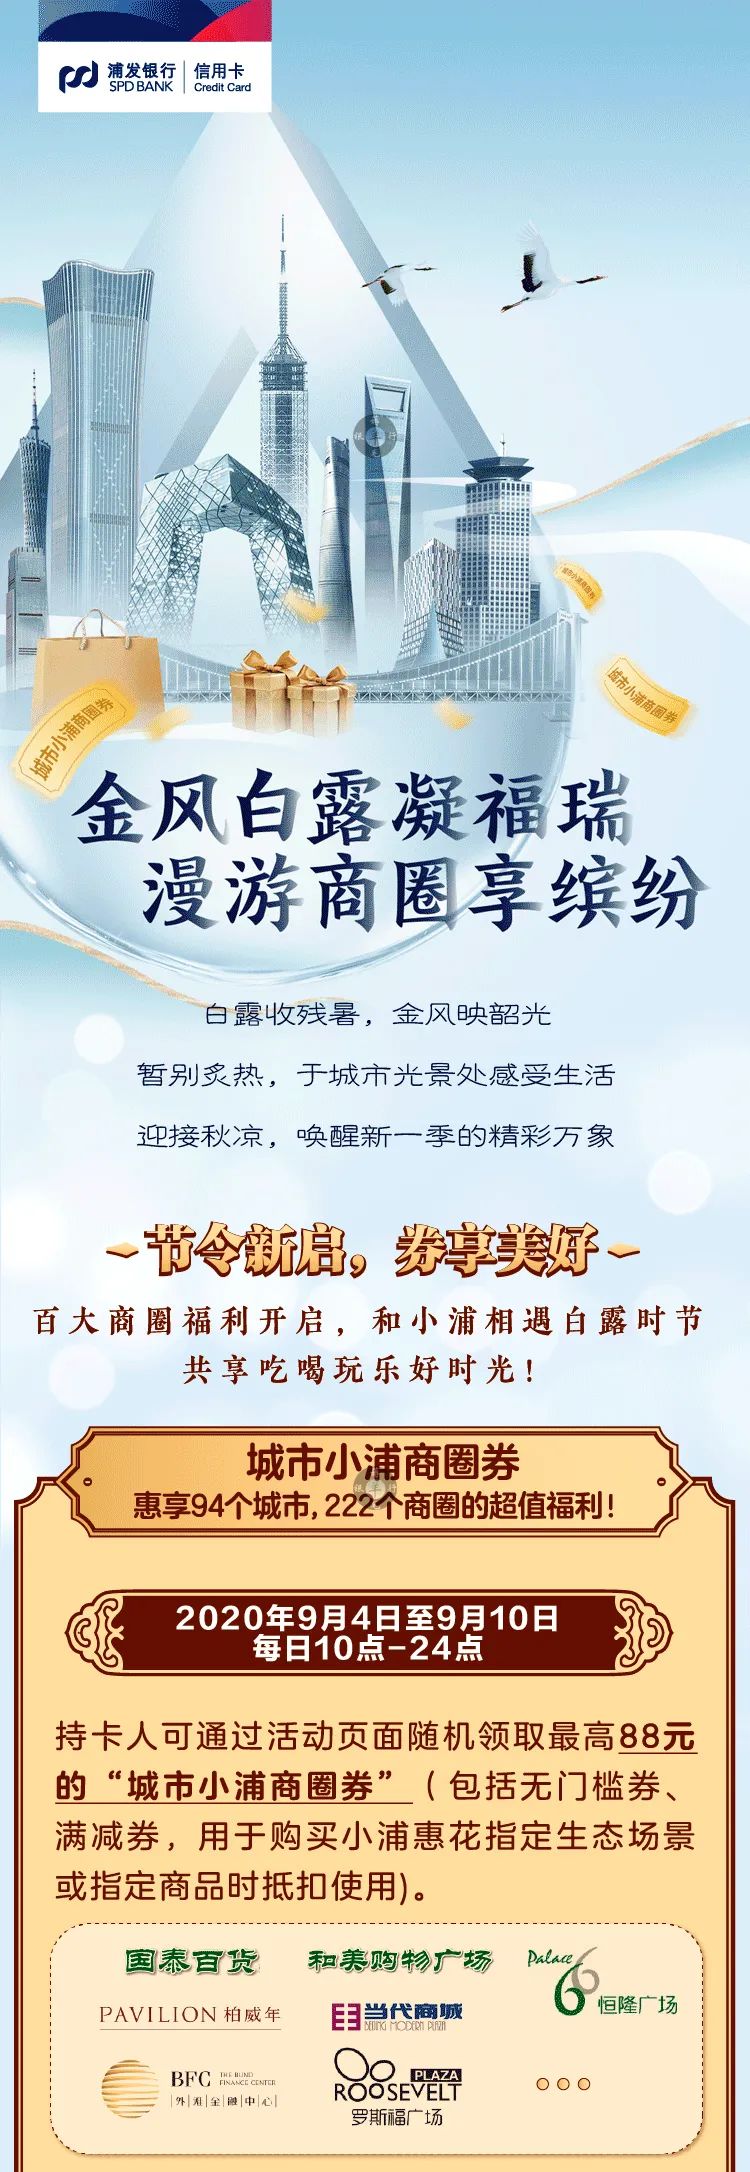 浦发银行 信用卡
SPD BANK Credit Card
城市小浦商圈券
城市小浦商圈券
城市小浦商圈券
金风白露凝福瑞
漫游商圈享缤纷
白露收残暑，金风映韶光
暂别炙热，于城市光景处感受生活
迎接秋凉，唤醒新一季的精彩万象
节令新启，券享美好
百大商圈福利开启，和小浦相遇白露时节
共享吃喝玩乐好时光！
城市小浦商圈券
惠享94个城市，222个商圈的超值福利！
2020年9月4日至9月10日
每日10点-24点
持卡人可通过活动页面随机领取最高88元
的“城市小浦商圈券”（包括无门槛券、
满减券，用于购买小浦惠花指定生态场景
或指定商品时抵扣使用)。
国泰百货 和美购物广场 Palace 66 恒隆广场
PAVILION 柏威年 当代商城
BEIJING MODERN PLAZA
BFC THE BUND FINANCE CENTER
外滩金融中心
ROOSEVELT PLAZA
罗斯福广场